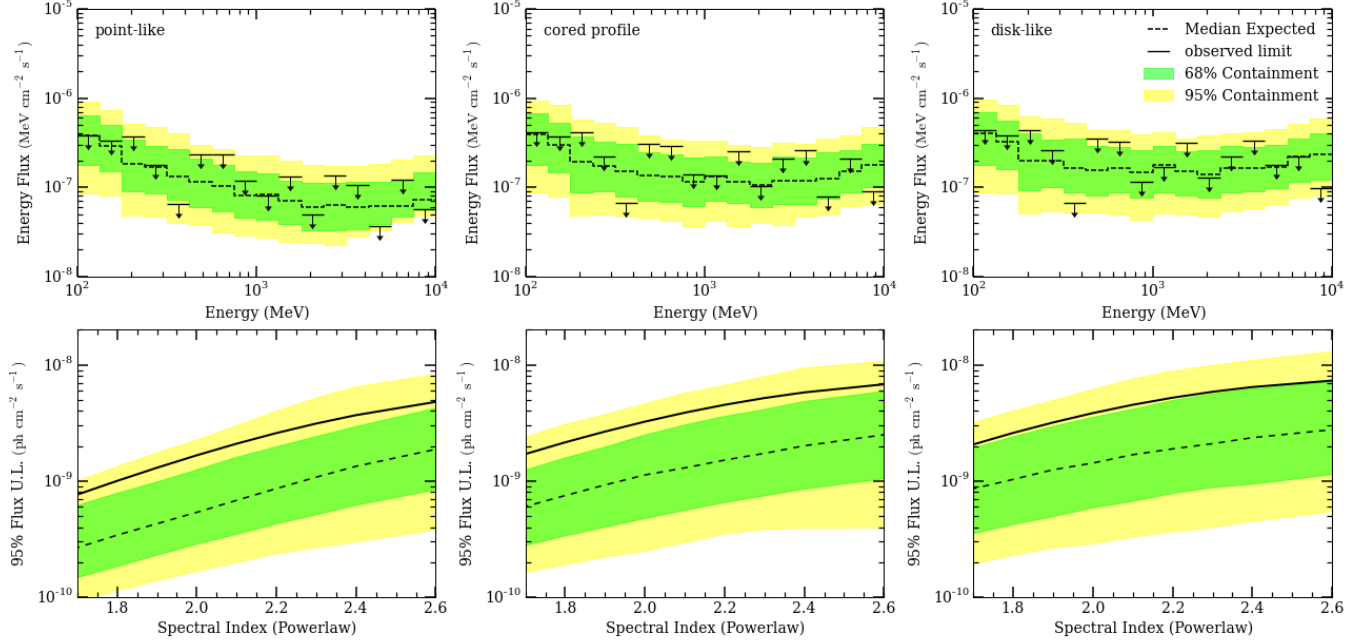 10⁻⁵
10⁻⁶
10⁻⁷
10⁻⁸
Energy Flux (MeV cm⁻² s⁻¹)
point-like
10² 10³ 10⁴
Energy (MeV)
10⁻⁵
10⁻⁶
10⁻⁷
10⁻⁸
Energy Flux (MeV cm⁻² s⁻¹)
cored profile
10² 10³ 10⁴
Energy (MeV)
10⁻⁵
10⁻⁶
10⁻⁷
10⁻⁸
Energy Flux (MeV cm⁻² s⁻¹)
disk-like
Median Expected
observed limit
68% Containment
95% Containment
10² 10³ 10⁴
Energy (MeV)
10⁻⁸
10⁻⁹
10⁻¹⁰
95% Flux U.L. (ph cm⁻² s⁻¹)
1.8 2.0 2.2 2.4 2.6
Spectral Index (Powerlaw)
10⁻⁸
10⁻⁹
10⁻¹⁰
95% Flux U.L. (ph cm⁻² s⁻¹)
1.8 2.0 2.2 2.4 2.6
Spectral Index (Powerlaw)
10⁻⁸
10⁻⁹
10⁻¹⁰
95% Flux U.L. (ph cm⁻² s⁻¹)
1.8 2.0 2.2 2.4 2.6
Spectral Index (Powerlaw)